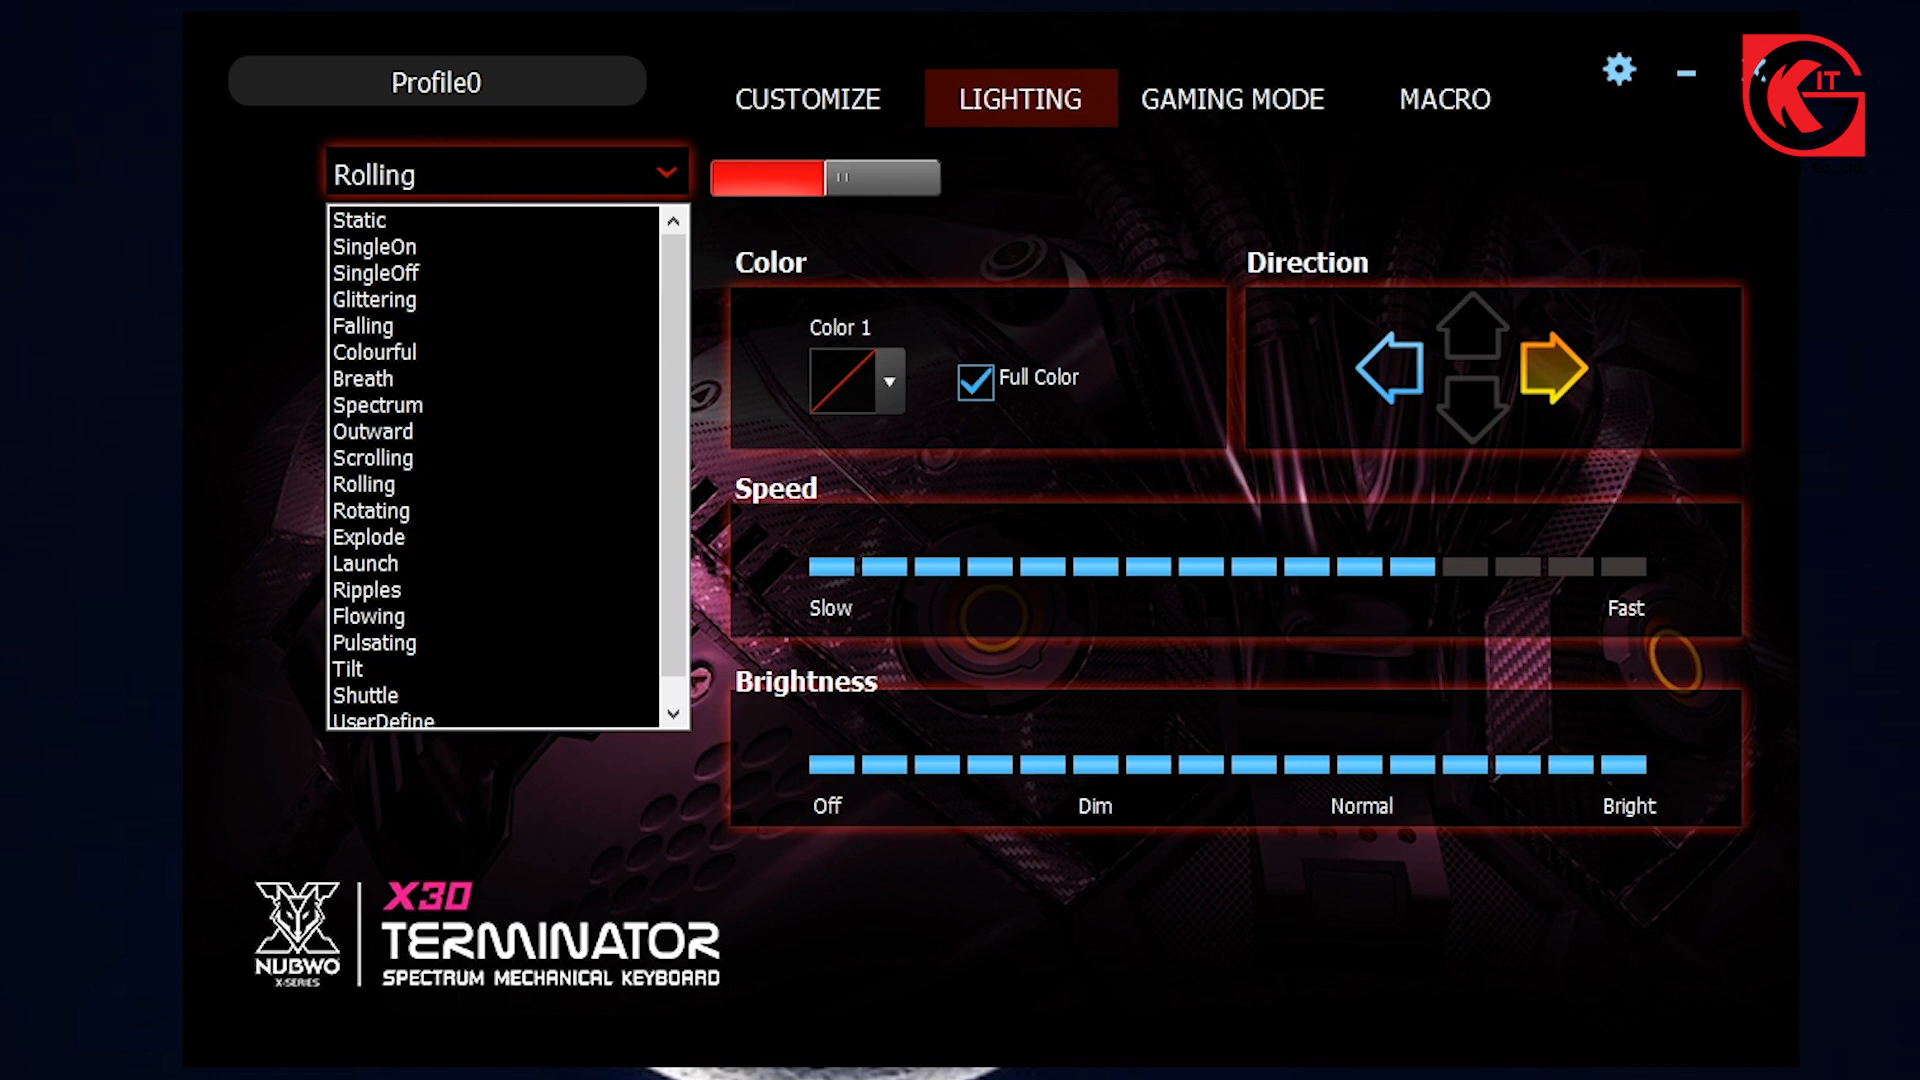 Profile0
CUSTOMIZE
LIGHTING
GAMING MODE
MACRO
IT
Rolling
Static
SingleOn
SingleOff
Glittering
Falling
Colourful
Breath
Spectrum
Outward
Scrolling
Rolling
Rotating
Explode
Launch
Ripples
Flowing
Pulsating
Tilt
Shuttle
UserDefine
Color
Color 1
Full Color
Direction
Speed
Slow
Fast
Brightness
Off
Dim
Normal
Bright
NUBWO
X-SERIES
X30
TERMINATOR
SPECTRUM MECHANICAL KEYBOARD